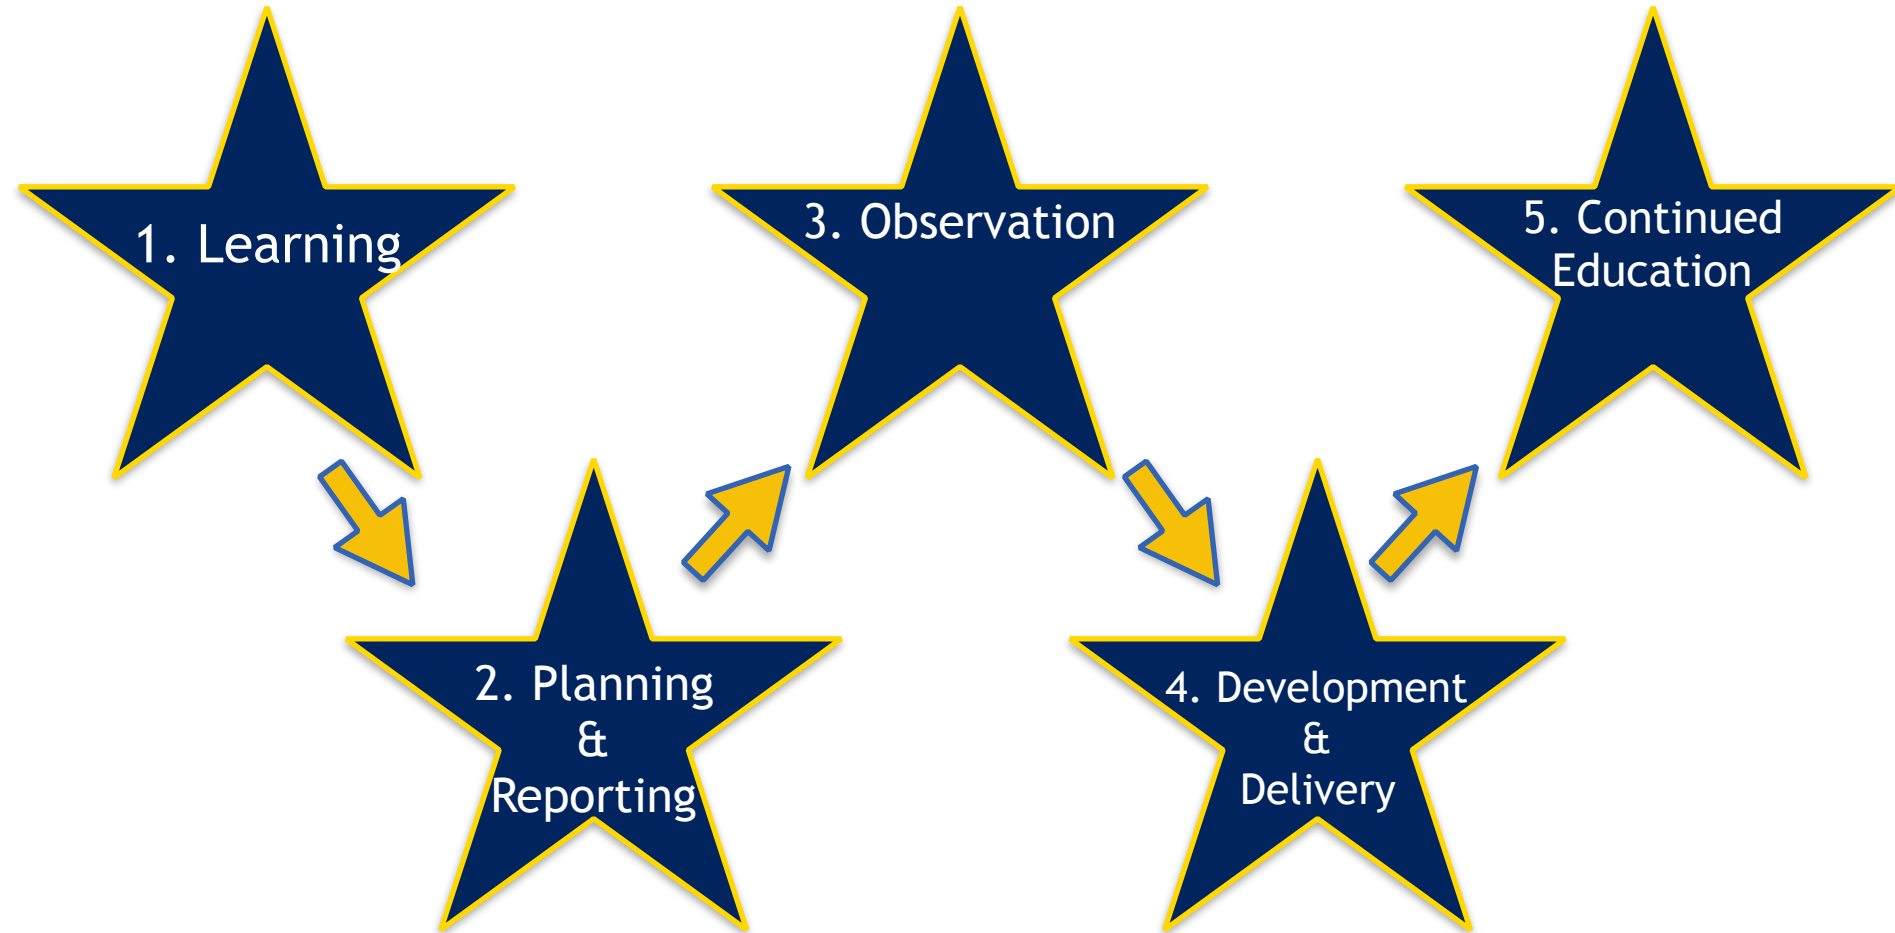 1. Learning
2. Planning
&
Reporting
3. Observation
4. Development
&
Delivery
5. Continued
Education